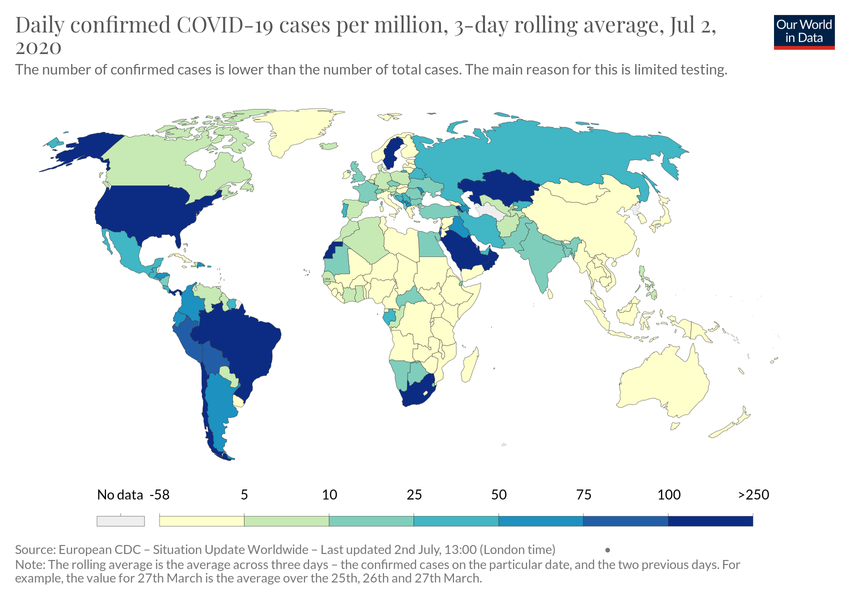 Daily confirmed COVID-19 cases per million, 3-day rolling average, Jul 2,
2020
Our World
in Data
The number of confirmed cases is lower than the number of total cases. The main reason for this is limited testing.
No data -58 5 10 25 50 75 100 >250
Source: European CDC – Situation Update Worldwide – Last updated 2nd July, 13:00 (London time)
Note: The rolling average is the average across three days – the confirmed cases on the particular date, and the two previous days. For
example, the value for 27th March is the average over the 25th, 26th and 27th March.